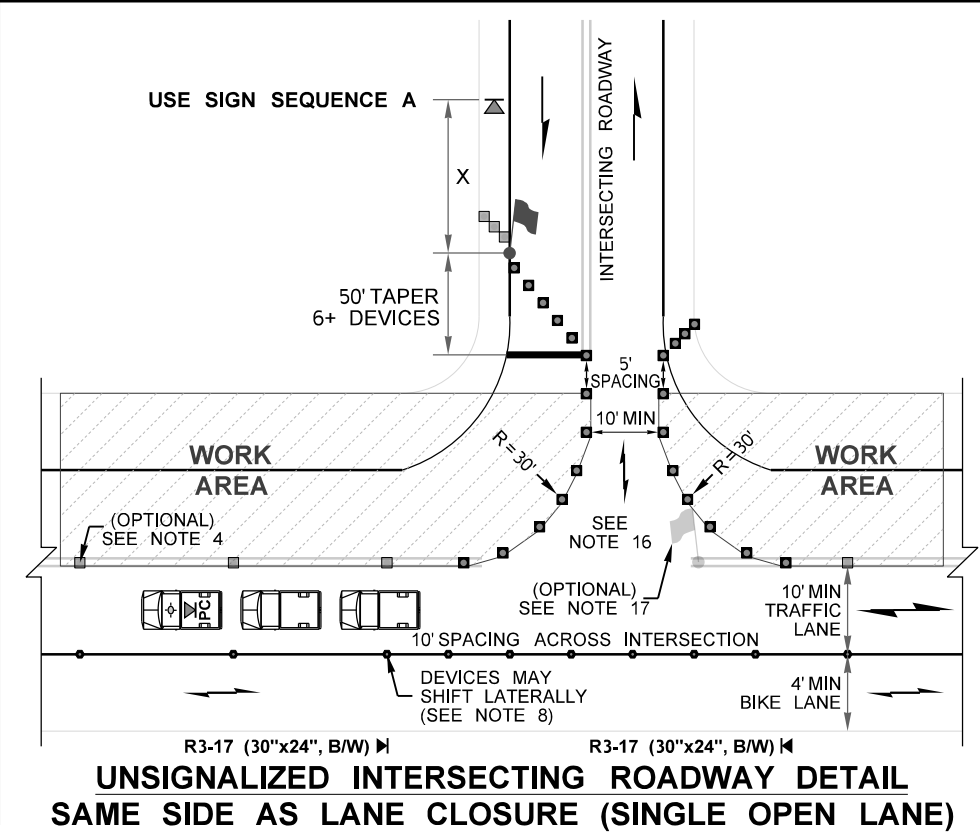 USE SIGN SEQUENCE A
X
INTERSECTING ROADWAY
50' TAPER
6+ DEVICES
5'
SPACING
10' MIN
WORK
AREA
R = 30'
R = 30'
WORK
AREA
(OPTIONAL)
SEE NOTE 4
SEE
NOTE 16
(OPTIONAL)
SEE NOTE 17
10' MIN
TRAFFIC
LANE
PC
10' SPACING ACROSS INTERSECTION
DEVICES MAY
SHIFT LATERALLY
(SEE NOTE 8)
4' MIN
BIKE LANE
R3-17 (30"x24", B/W)
R3-17 (30"x24", B/W)
UNSIGNALIZED INTERSECTING ROADWAY DETAIL
SAME SIDE AS LANE CLOSURE (SINGLE OPEN LANE)